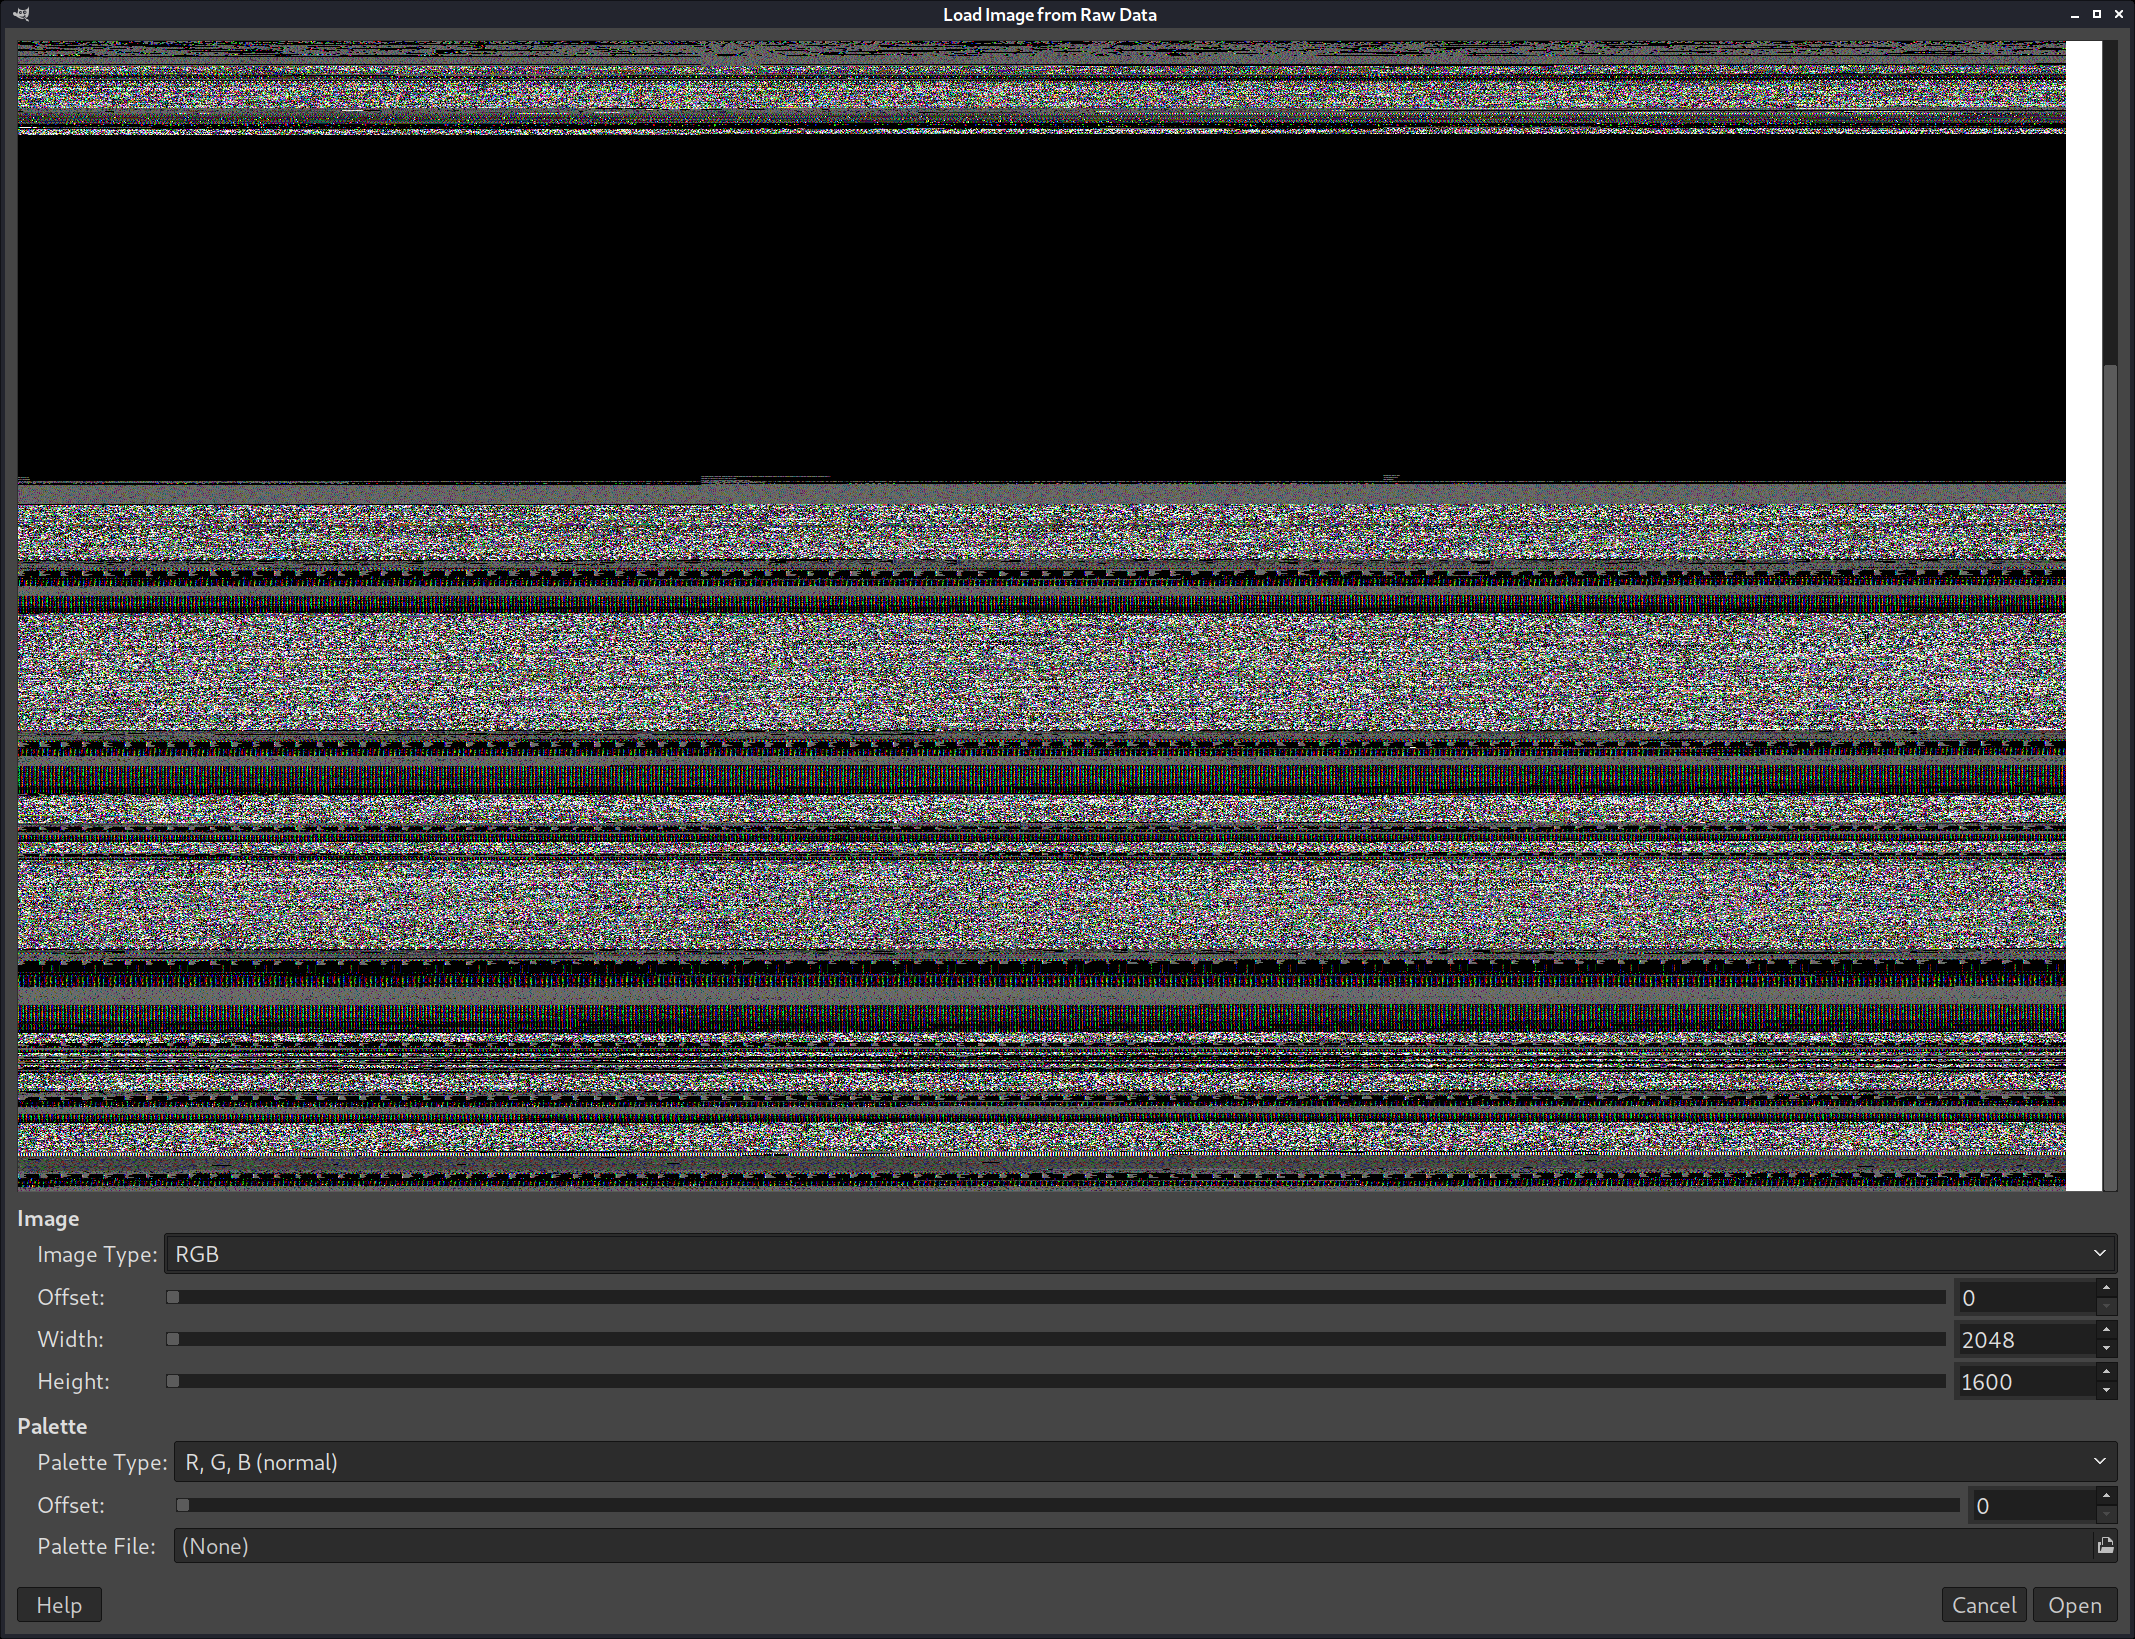 Load Image from Raw Data
Image
Image Type: RGB
Offset: 0
Width: 2048
Height: 1600
Palette
Palette Type: R, G, B (normal)
Offset: 0
Palette File: (None)
Help Cancel Open